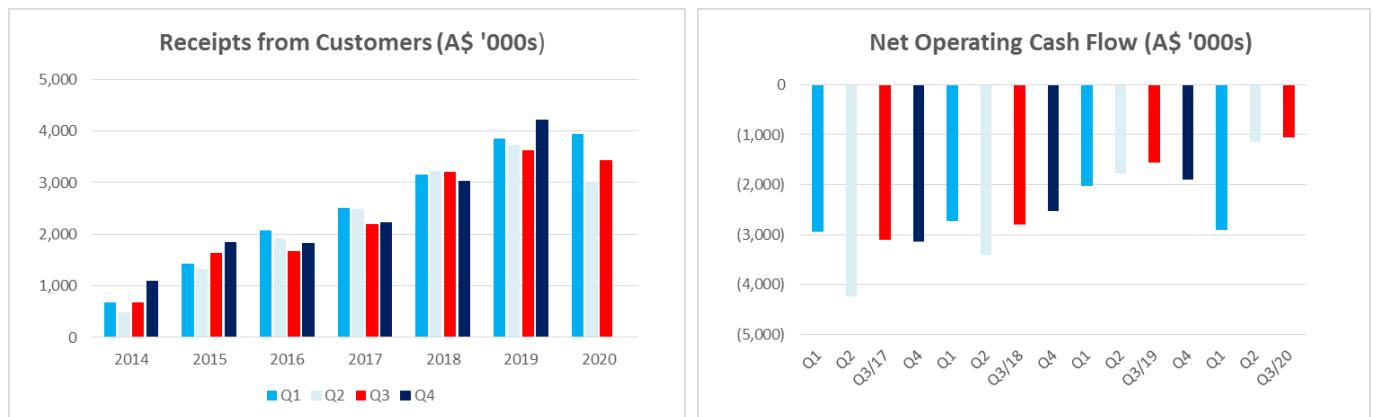 Receipts from Customers (A$ '000s)
5,000
4,000
3,000
2,000
1,000
0
2014 2015 2016 2017 2018 2019 2020
Q1 Q2 Q3 Q4
Net Operating Cash Flow (A$ '000s)
0
(1,000)
(2,000)
(3,000)
(4,000)
(5,000)
Q1 Q2 Q3/17 Q4 Q1 Q2 Q3/18 Q4 Q1 Q2 Q3/19 Q4 Q1 Q2 Q3/20